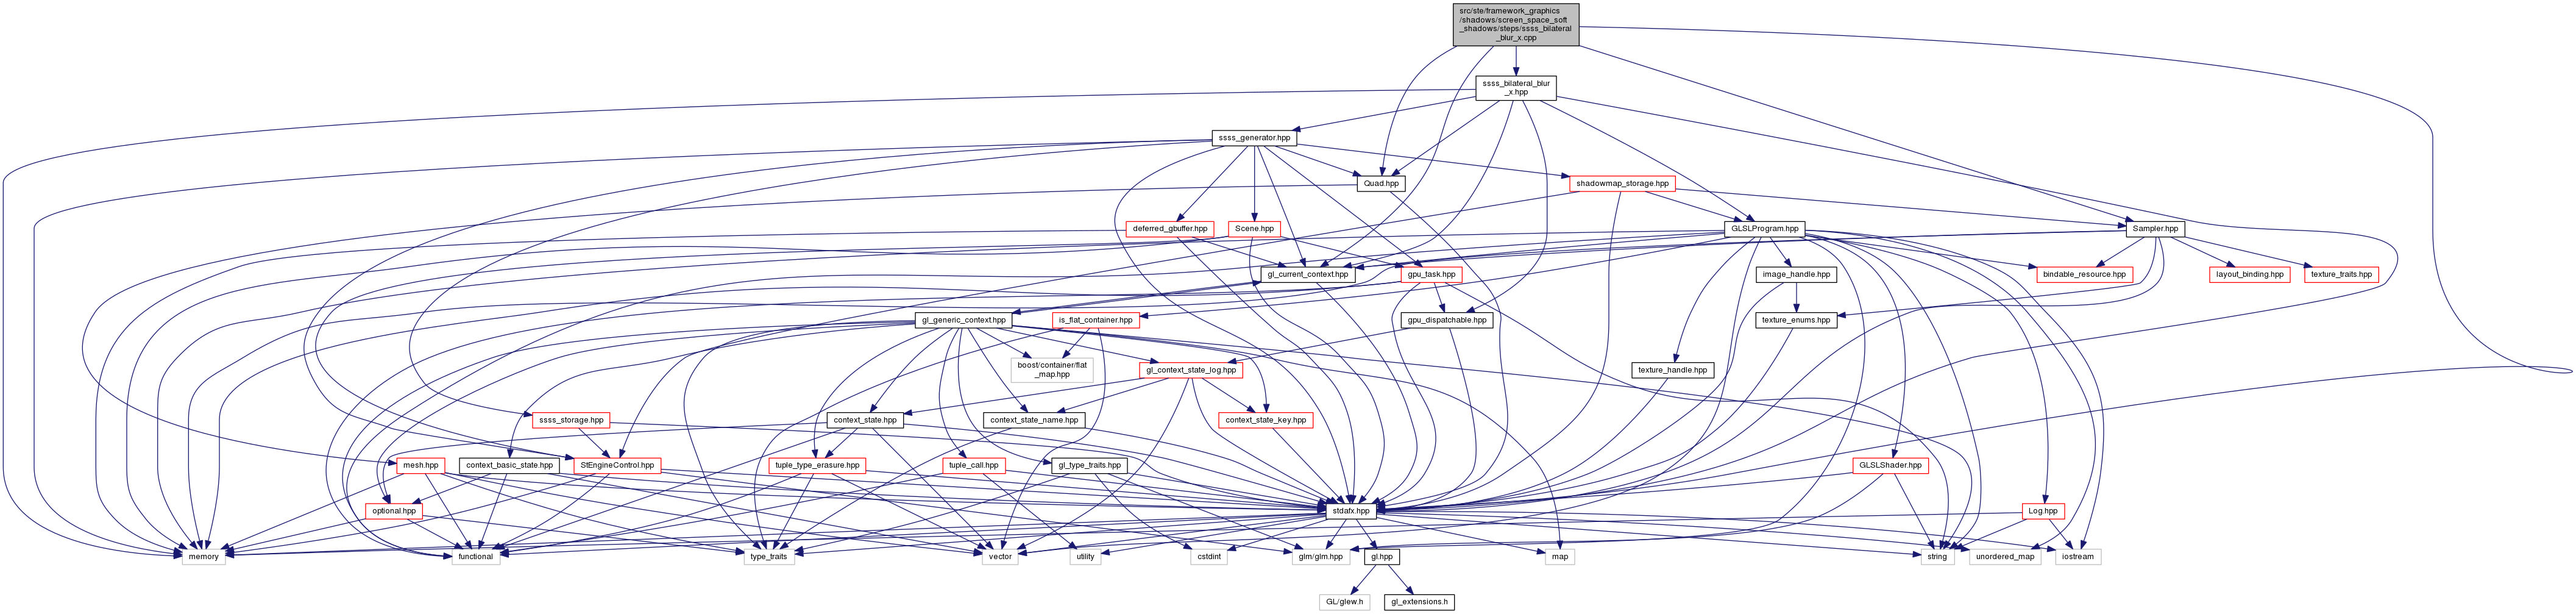 src/ste/framework_graphics
/shadows/screen_space_soft
_shadows/steps/ssss_bilateral
_blur_x.cpp
ssss_bilateral_blur
_x.hpp
ssss_generator.hpp
Quad.hpp
shadowmap_storage.hpp
deferred_gbuffer.hpp
Scene.hpp
GLSLProgram.hpp
Sampler.hpp
gl_current_context.hpp
gpu_task.hpp
image_handle.hpp
bindable_resource.hpp
layout_binding.hpp
texture_traits.hpp
gl_generic_context.hpp
is_flat_container.hpp
gpu_dispatchable.hpp
texture_enums.hpp
boost/container/flat
_map.hpp
gl_context_state_log.hpp
texture_handle.hpp
ssss_storage.hpp
context_state.hpp
context_state_name.hpp
context_state_key.hpp
mesh.hpp
context_basic_state.hpp
StEngineControl.hpp
tuple_type_erasure.hpp
tuple_call.hpp
gl_type_traits.hpp
GLSLShader.hpp
optional.hpp
stdafx.hpp
Log.hpp
memory
functional
type_traits
vector
utility
cstdint
glm/glm.hpp
gl.hpp
map
string
unordered_map
iostream
GL/glew.h
gl_extensions.h